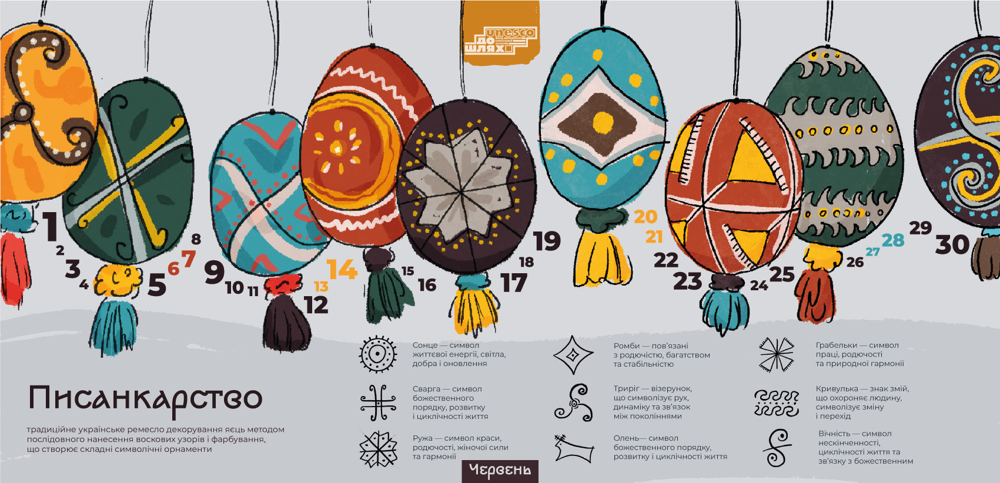 unesco
до
шлях
1
2
3
4
5
6
7
8
9
10
11
12
13
14
15
16
17
18
19
20
21
22
23
24
25
26
27
28
29
30
Писанкарство
традиційне українське ремесло декорування яєць методом
послідовного нанесення воскових узорів і фарбування,
що створює складні символічні орнаменти
Сонце — символ
життєвої енергії, світла,
добра і оновлення
Сварга — символ
божественного
порядку, розвитку
і циклічності життя
Ружа — символ краси,
родючості, жіночої сили
та гармонії
Ромби — пов’язані
з родючістю, багатством
та стабільністю
Триріг — візерунок,
що символізує рух,
динаміку та зв’язок
між поколіннями
Олень— символ
божественного порядку,
розвитку і циклічності життя
Грабельки — символ
праці, родючості
та природної гармонії
Кривулька — знак змій,
що охороняє людину,
символізує зміну
і перехід
Вічність — символ
нескінченності,
циклічності життя та
зв’язку з божественним
Червень